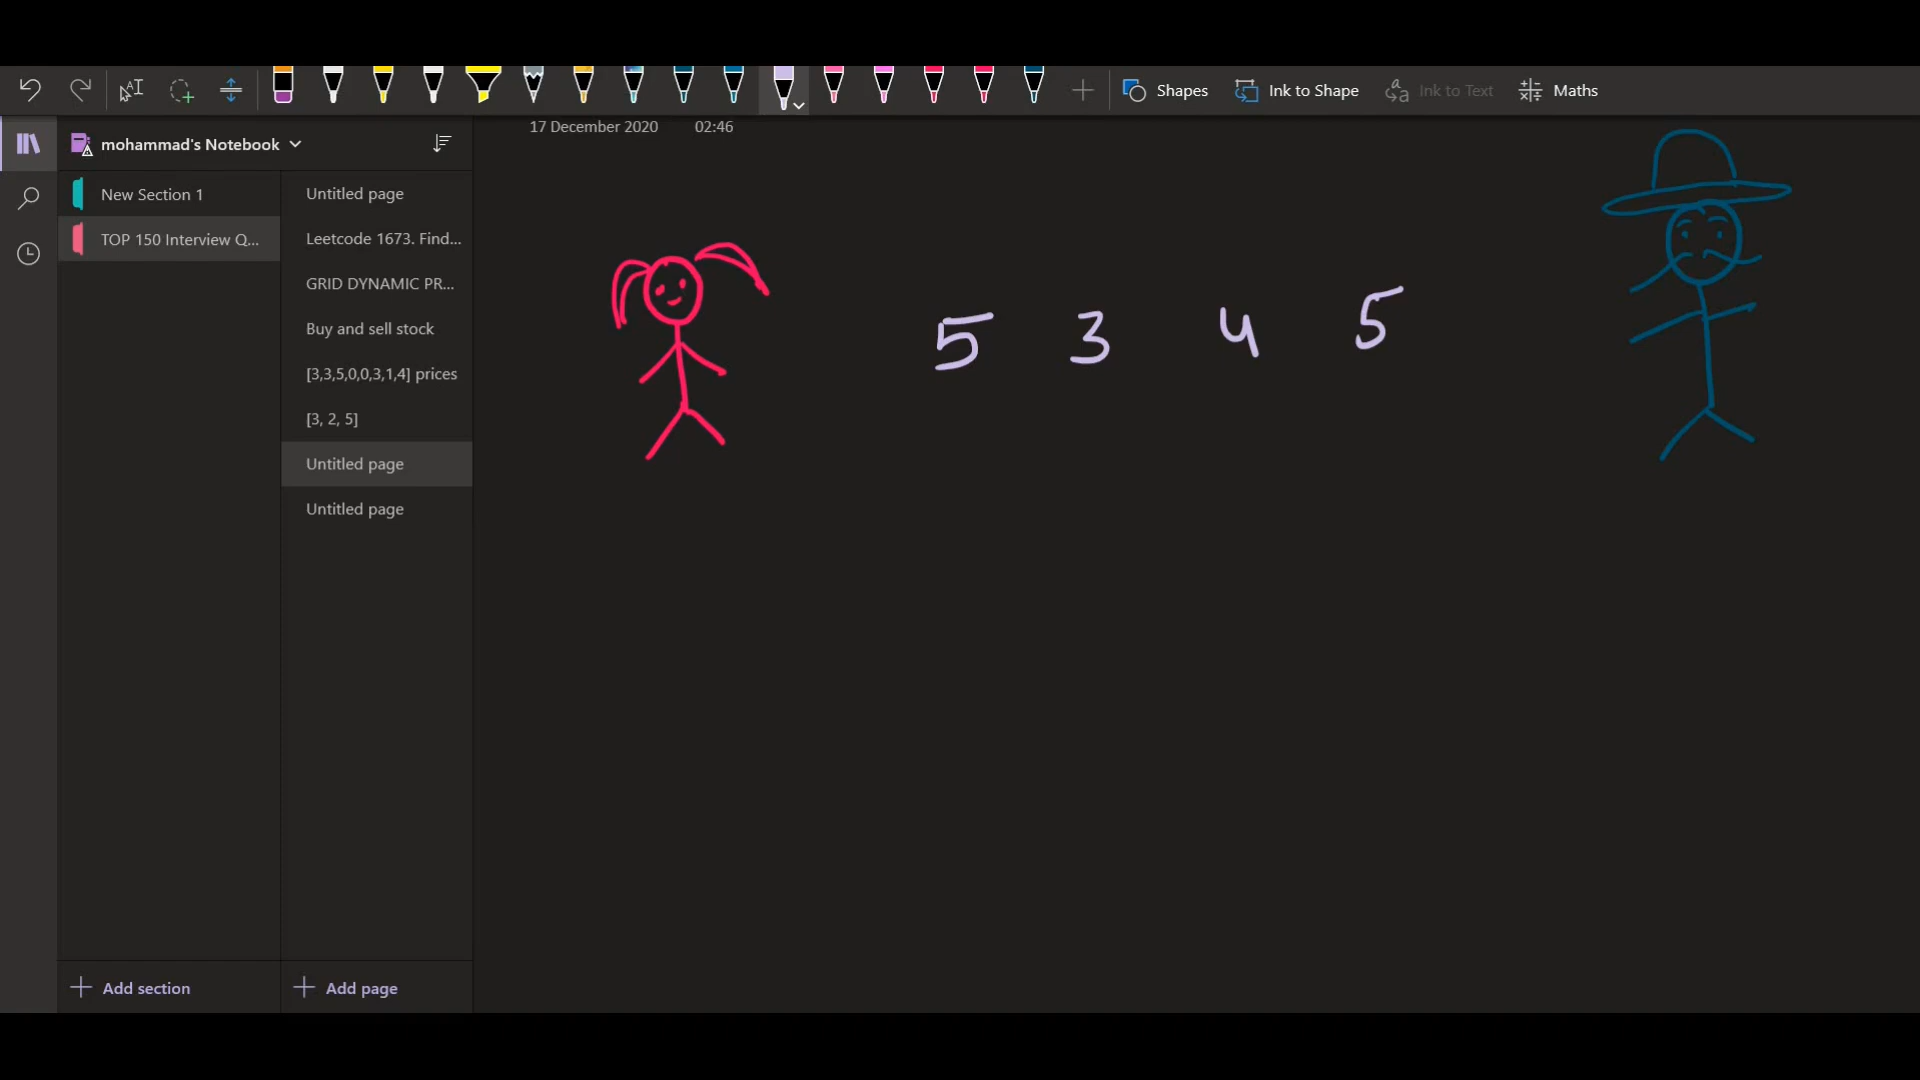 Shapes
Ink to Shape
Ink to Text
Maths
mohammad's Notebook
17 December 2020 02:46
New Section 1
TOP 150 Interview Q...
Untitled page
Leetcode 1673. Find...
GRID DYNAMIC PR...
Buy and sell stock
[3,3,5,0,0,3,1,4] prices
[3, 2, 5]
Untitled page
Untitled page
5 3 4 5
Add section
Add page